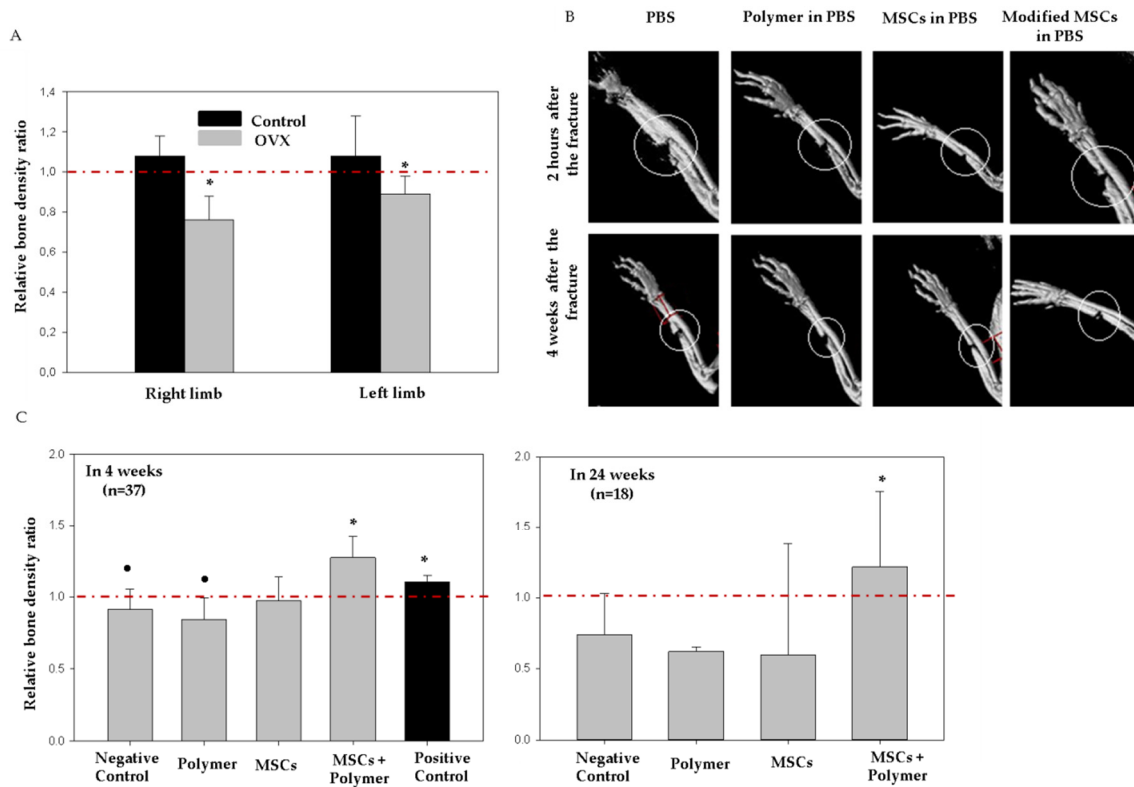 A
Relative bone density ratio
1,4
1,2
1,0
0,8
0,6
0,4
0,2
0,0
Control
OVX
*
*
Right limb
Left limb
B
PBS
Polymer in PBS
MSCs in PBS
Modified MSCs
in PBS
2 hours after
the fracture
4 weeks after the
fracture
C
Relative bone density ratio
2.0
1.5
1.0
0.5
0.0
In 4 weeks
(n=37)
•
•
*
*
Negative
Control
Polymer
MSCs
MSCs +
Polymer
Positive
Control
2.0
1.5
1.0
0.5
0.0
In 24 weeks
(n=18)
*
Negative
Control
Polymer
MSCs
MSCs +
Polymer